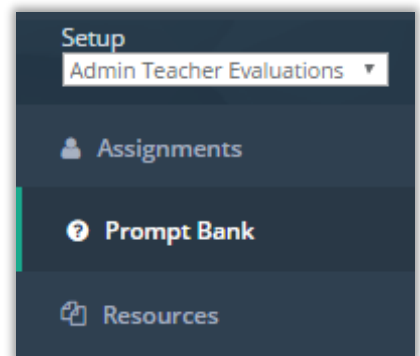 Setup
Admin Teacher Evaluations
Assignments
Prompt Bank
Resources